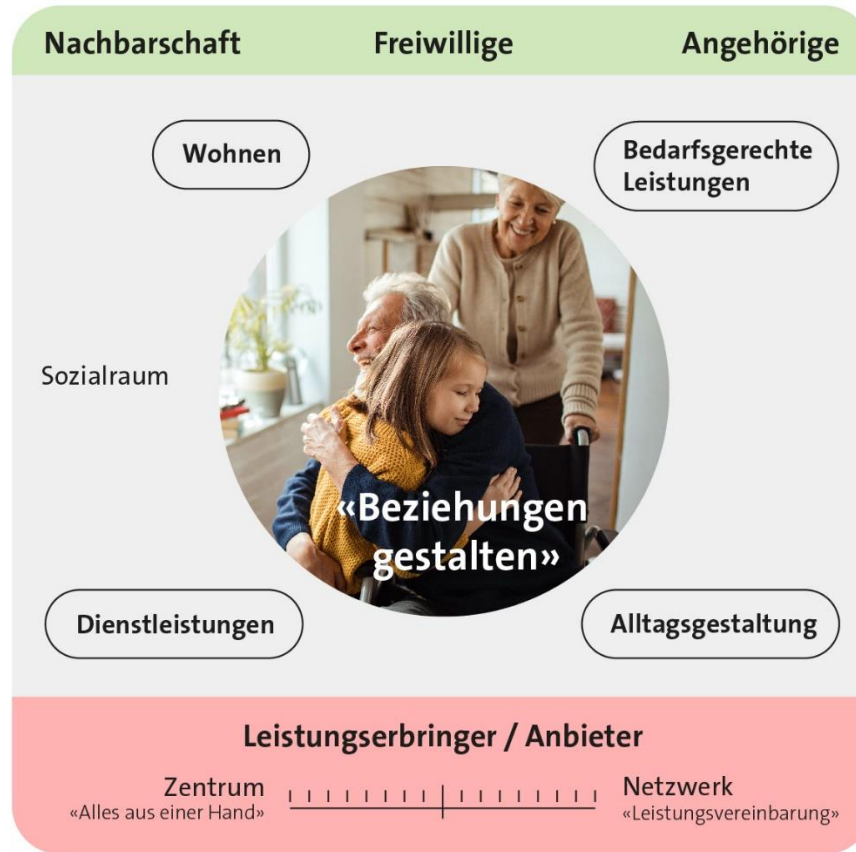 Nachbarschaft Freiwillige Angehörige
Wohnen
Bedarfsgerechte
Leistungen
Sozialraum
«Beziehungen
gestalten»
Dienstleistungen
Alltagsgestaltung
Leistungserbringer / Anbieter
Zentrum
«Alles aus einer Hand»
Netzwerk
«Leistungsvereinbarung»